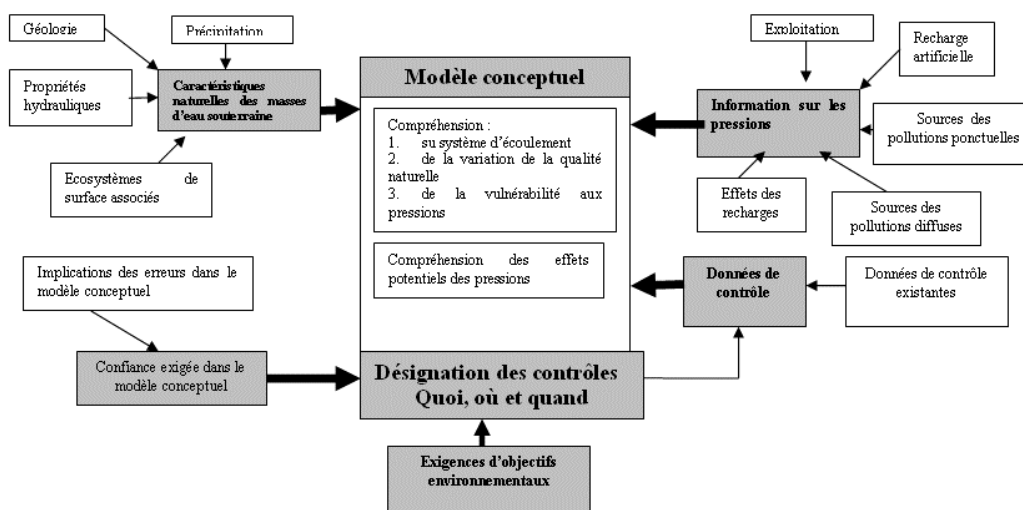 Géologie
Précipitation
Propriétés
hydrauliques
Caractéristiques
naturelles des masses
d'eau souterraine
Ecosystèmes de
surface associés
Modèle conceptuel
Compréhension :
1. su système d'écoulement
2. de la variation de la qualité
naturelle
3. de la vulnérabilité aux
pressions
Compréhension des effets
potentiels des pressions
Exploitation
Recharge
artificielle
Information sur les
pressions
Sources des
pollutions ponctuelles
Effets des
recharges
Sources des
pollutions diffuses
Implications des erreurs dans le
modèle conceptuel
Données de
contrôle
Données de contrôle
existantes
Confiance exigée dans le
modèle conceptuel
Désignation des contrôles
Quoi, où et quand
Exigences d'objectifs
environnementaux